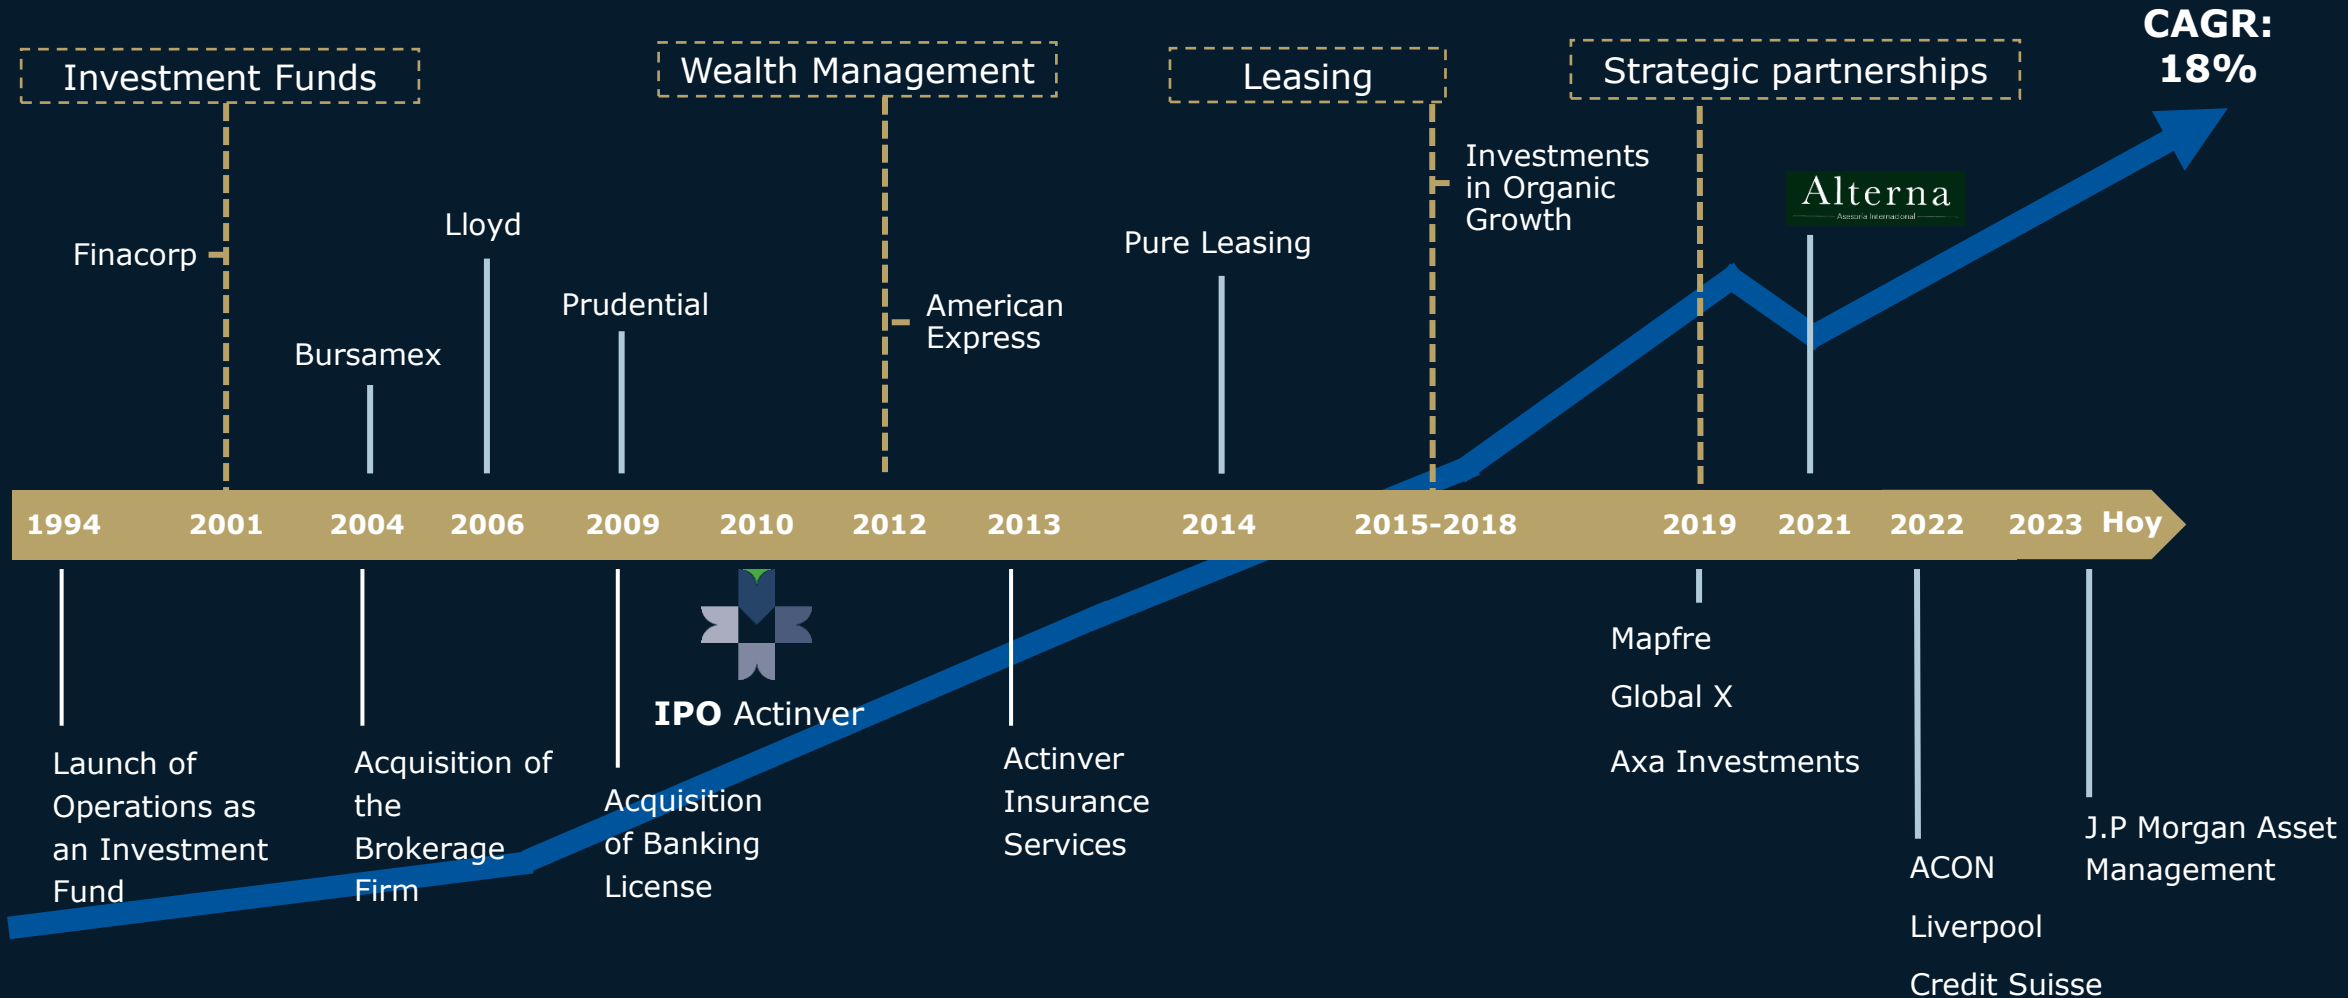 CAGR:
18%
Investment Funds
Wealth Management
Leasing
Strategic partnerships
Finacorp
Bursamex
Lloyd
Prudential
American
Express
Pure Leasing
Investments
in Organic
Growth
Alterna
Asesoría Internacional
1994 2001 2004 2006 2009 2010 2012 2013 2014 2015-2018 2019 2021 2022 2023 Hoy
Launch of
Operations as
an Investment
Fund
Acquisition of
the
Brokerage
Firm
Acquisition
of Banking
License
IPO Actinver
Actinver
Insurance
Services
Mapfre
Global X
Axa Investments
ACON
Liverpool
Credit Suisse
J.P Morgan Asset
Management